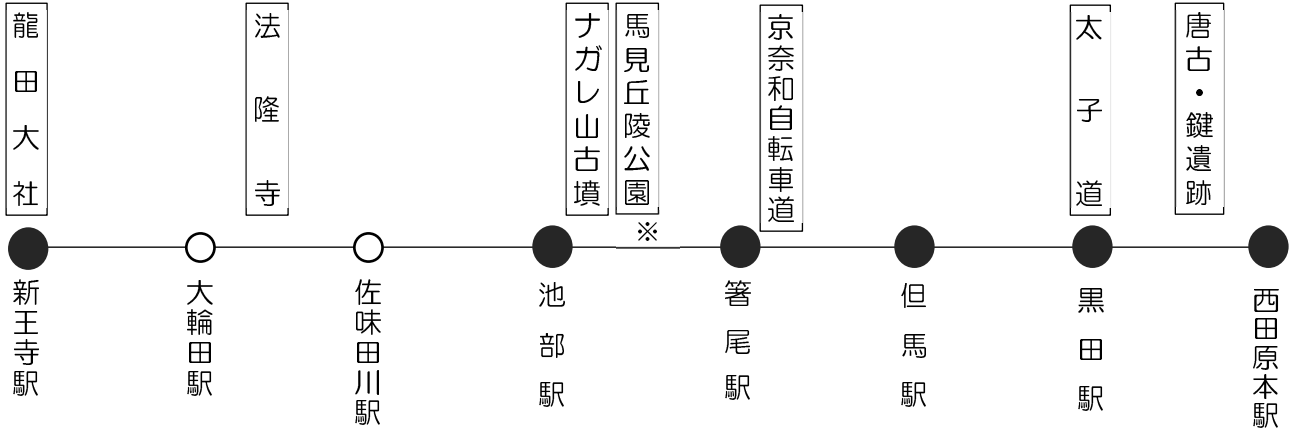 龍田大社
法隆寺
ナガレ山古墳
馬見丘陵公園
京奈和自転車道
太子道
唐古・鍵遺跡
※
新王寺駅
大輪田駅
佐味田川駅
池部駅
箸尾駅
但馬駅
黒田駅
西田原本駅